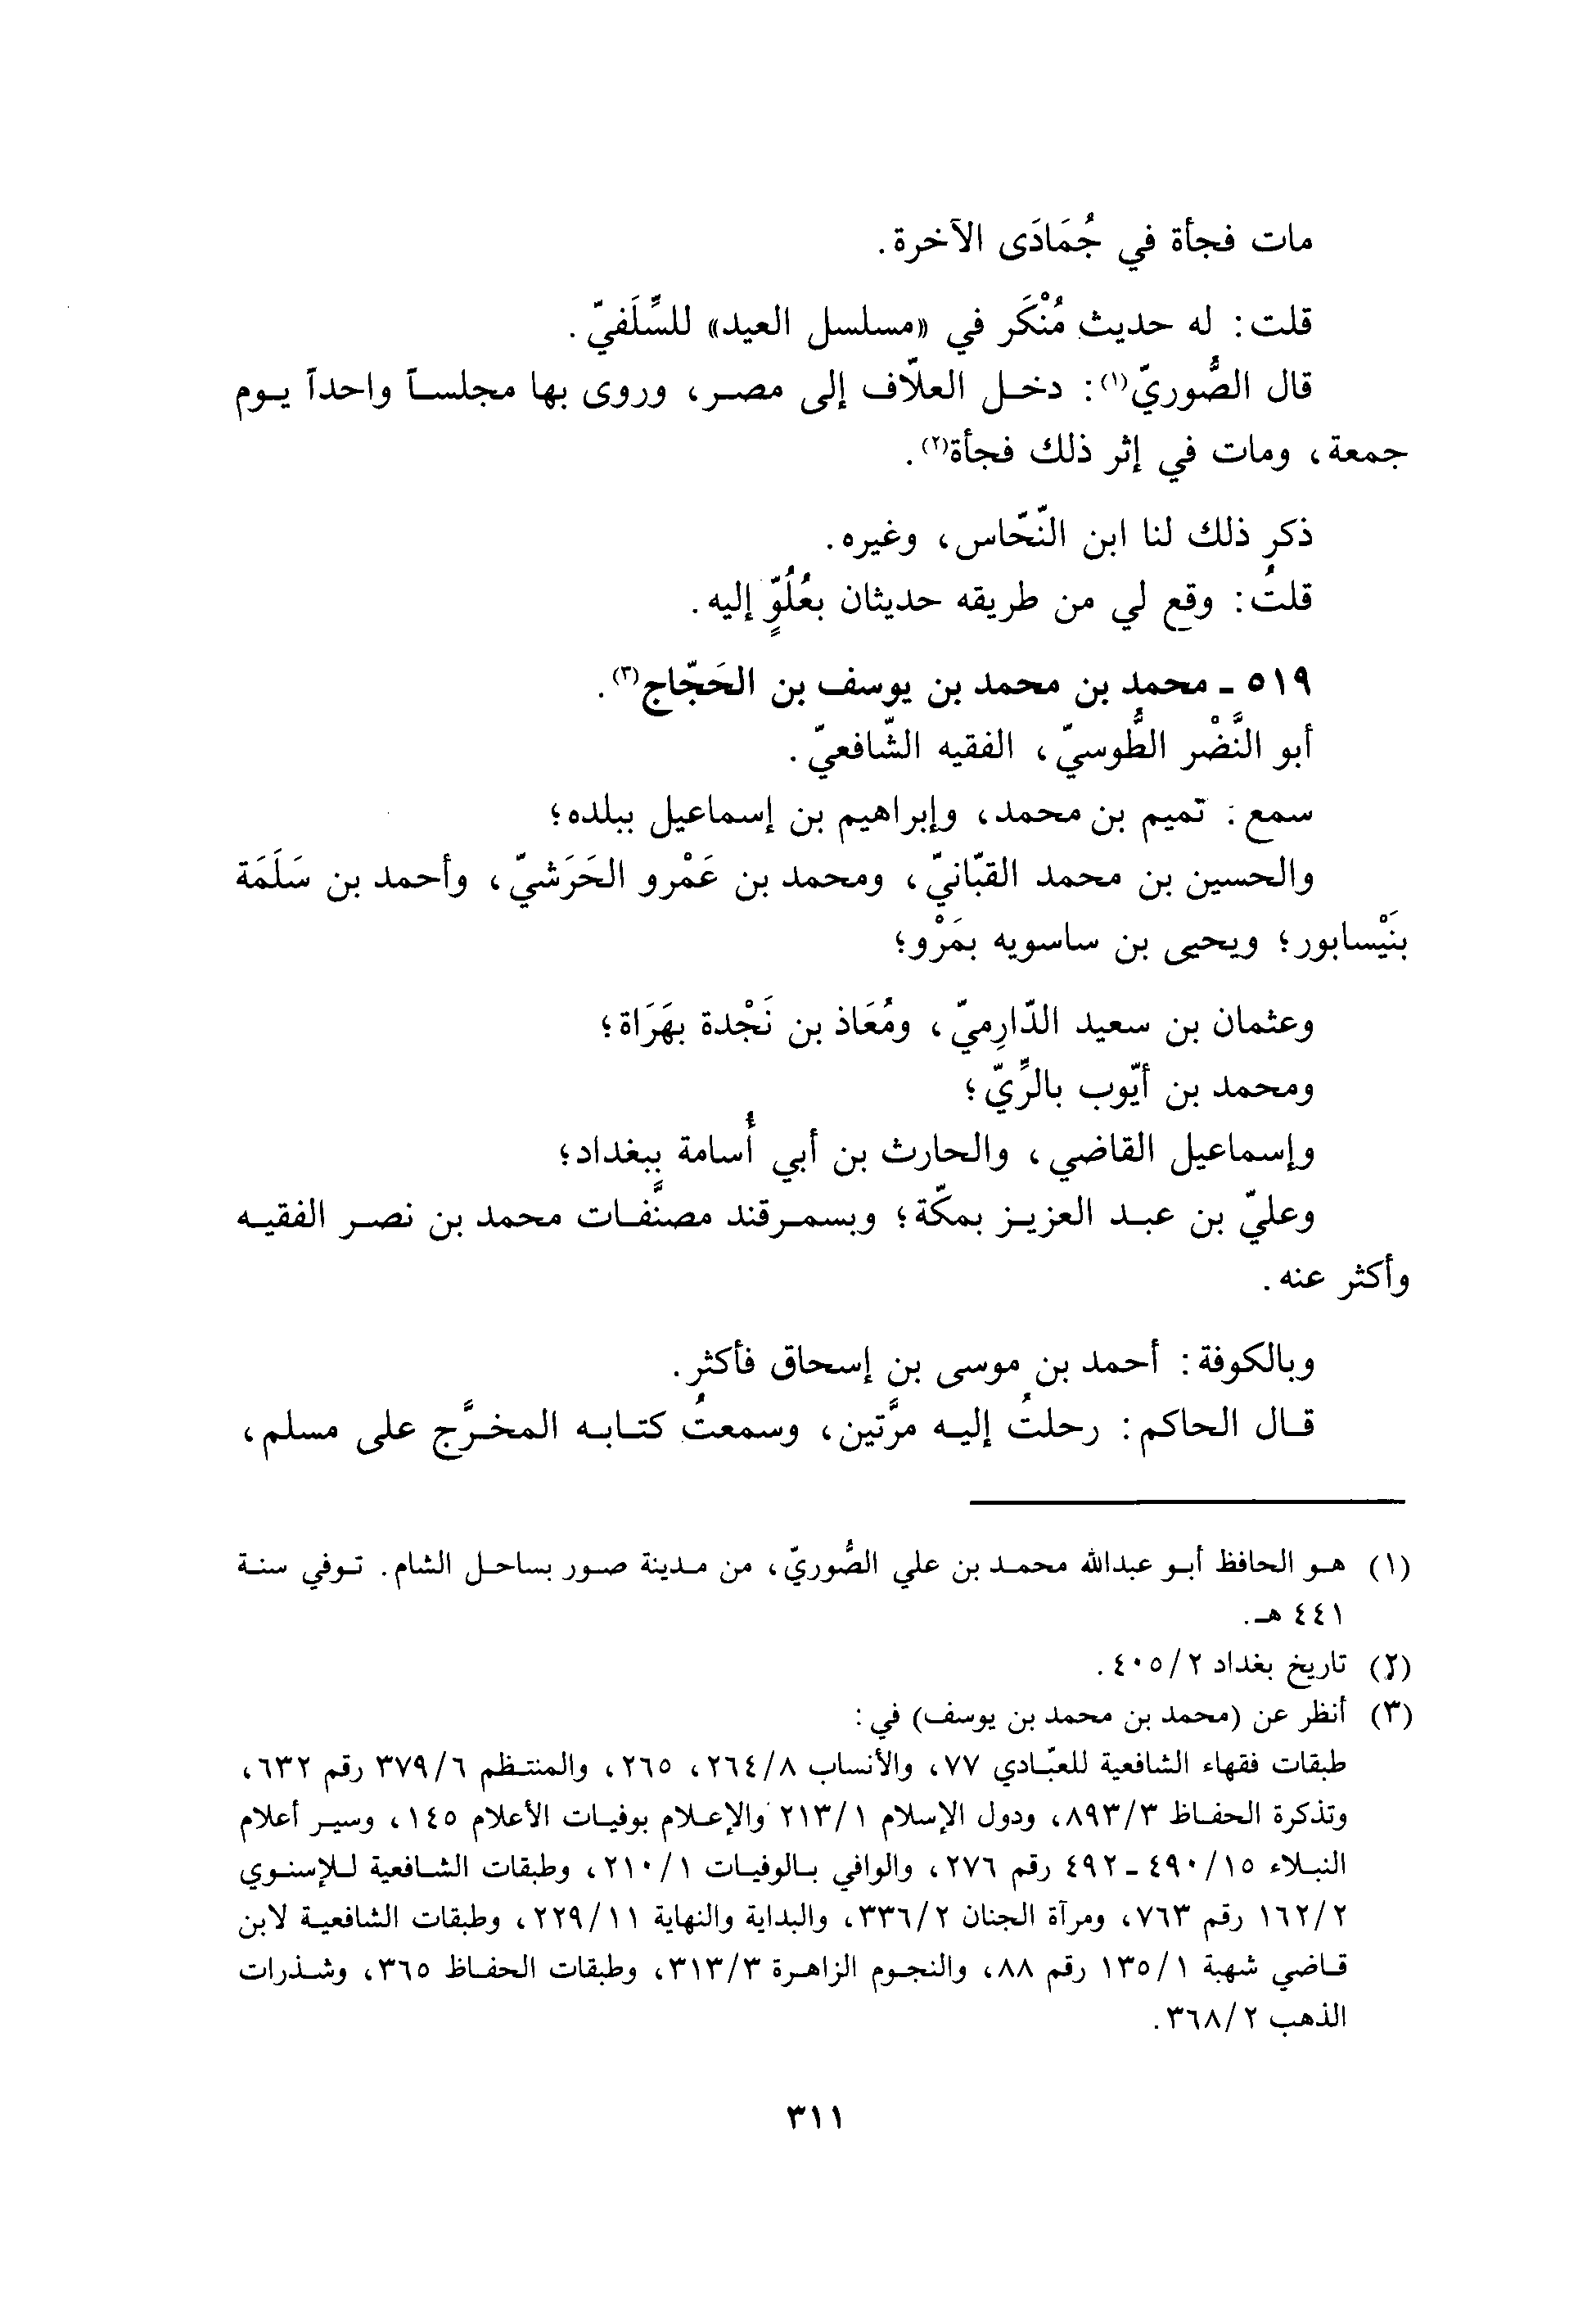 مات فجأة في جُمَادَى الآخرة.
قلت: له حديث مُنْكَر في «مسلسل العيد» للسِّلَفيّ.
قال الصُّوريّ(١): دخل العلّاف إلى مصر، وروى بها مجلساً واحداً يوم
جمعة، ومات في إثر ذلك فجأة(٢).
ذكر ذلك لنا ابن النّحّاس، وغيره.
قلتُ: وقع لي من طريقه حديثان بعُلُوٍّ إليه.
٥١٩ - محمد بن محمد بن يوسف بن الحَجّاج(٣).
أبو النَّضْر الطُّوسيّ، الفقيه الشّافعيّ.
سمع: تميم بن محمد، وإبراهيم بن إسماعيل ببلده؛
والحسين بن محمد القبّانيّ، ومحمد بن عَمْرو الحَرَشيّ، وأحمد بن سَلَمَة
بنَيْسابور؛ ويحيى بن ساسويه بمَرْو؛
وعثمان بن سعيد الدّارِميّ، ومُعَاذ بن نَجْدة بهَرَاة؛
ومحمد بن أيّوب بالرِّيّ؛
وإسماعيل القاضي، والحارث بن أبي أُسامة ببغداد؛
وعليّ بن عبد العزيز بمكّة؛ وبسمرقند مصنَّفات محمد بن نصر الفقيه
وأكثر عنه.
وبالكوفة: أحمد بن موسى بن إسحاق فأكثر.
قال الحاكم: رحلتُ إليه مرَّتين، وسمعتُ كتابه المخرَّج على مسلم،
(١) هو الحافظ أبو عبدالله محمد بن علي الصُّوريّ، من مدينة صور بساحل الشام. توفي سنة
٤٤١ هـ.
(٢) تاريخ بغداد ٤٠٥/٢.
(٣) أنظر عن (محمد بن محمد بن يوسف) في:
طبقات فقهاء الشافعية للعبّادي ٧٧، والأنساب ٢٦٤/٨، ٢٦٥، والمنتظم ٣٧٩/٦ رقم ٦٣٢،
وتذكرة الحفاظ ٨٩٣/٣، ودول الإسلام ٢١٣/١ والإعلام بوفيات الأعلام ١٤٥، وسير أعلام
النبلاء ٤٩٠/١٥ - ٤٩٢ رقم ٢٧٦، والوافي بالوفيات ٢١٠/١، وطبقات الشافعية للإسنوي
١٦٢/٢ رقم ٧٦٣، ومرآة الجنان ٣٣٦/٢، والبداية والنهاية ٢٢٩/١١، وطبقات الشافعية لابن
قاضي شهبة ١٣٥/١ رقم ٨٨، والنجوم الزاهرة ٣١٣/٣، وطبقات الحفاظ ٣٦٥، وشذرات
الذهب ٣٦٨/٢.
٣١١